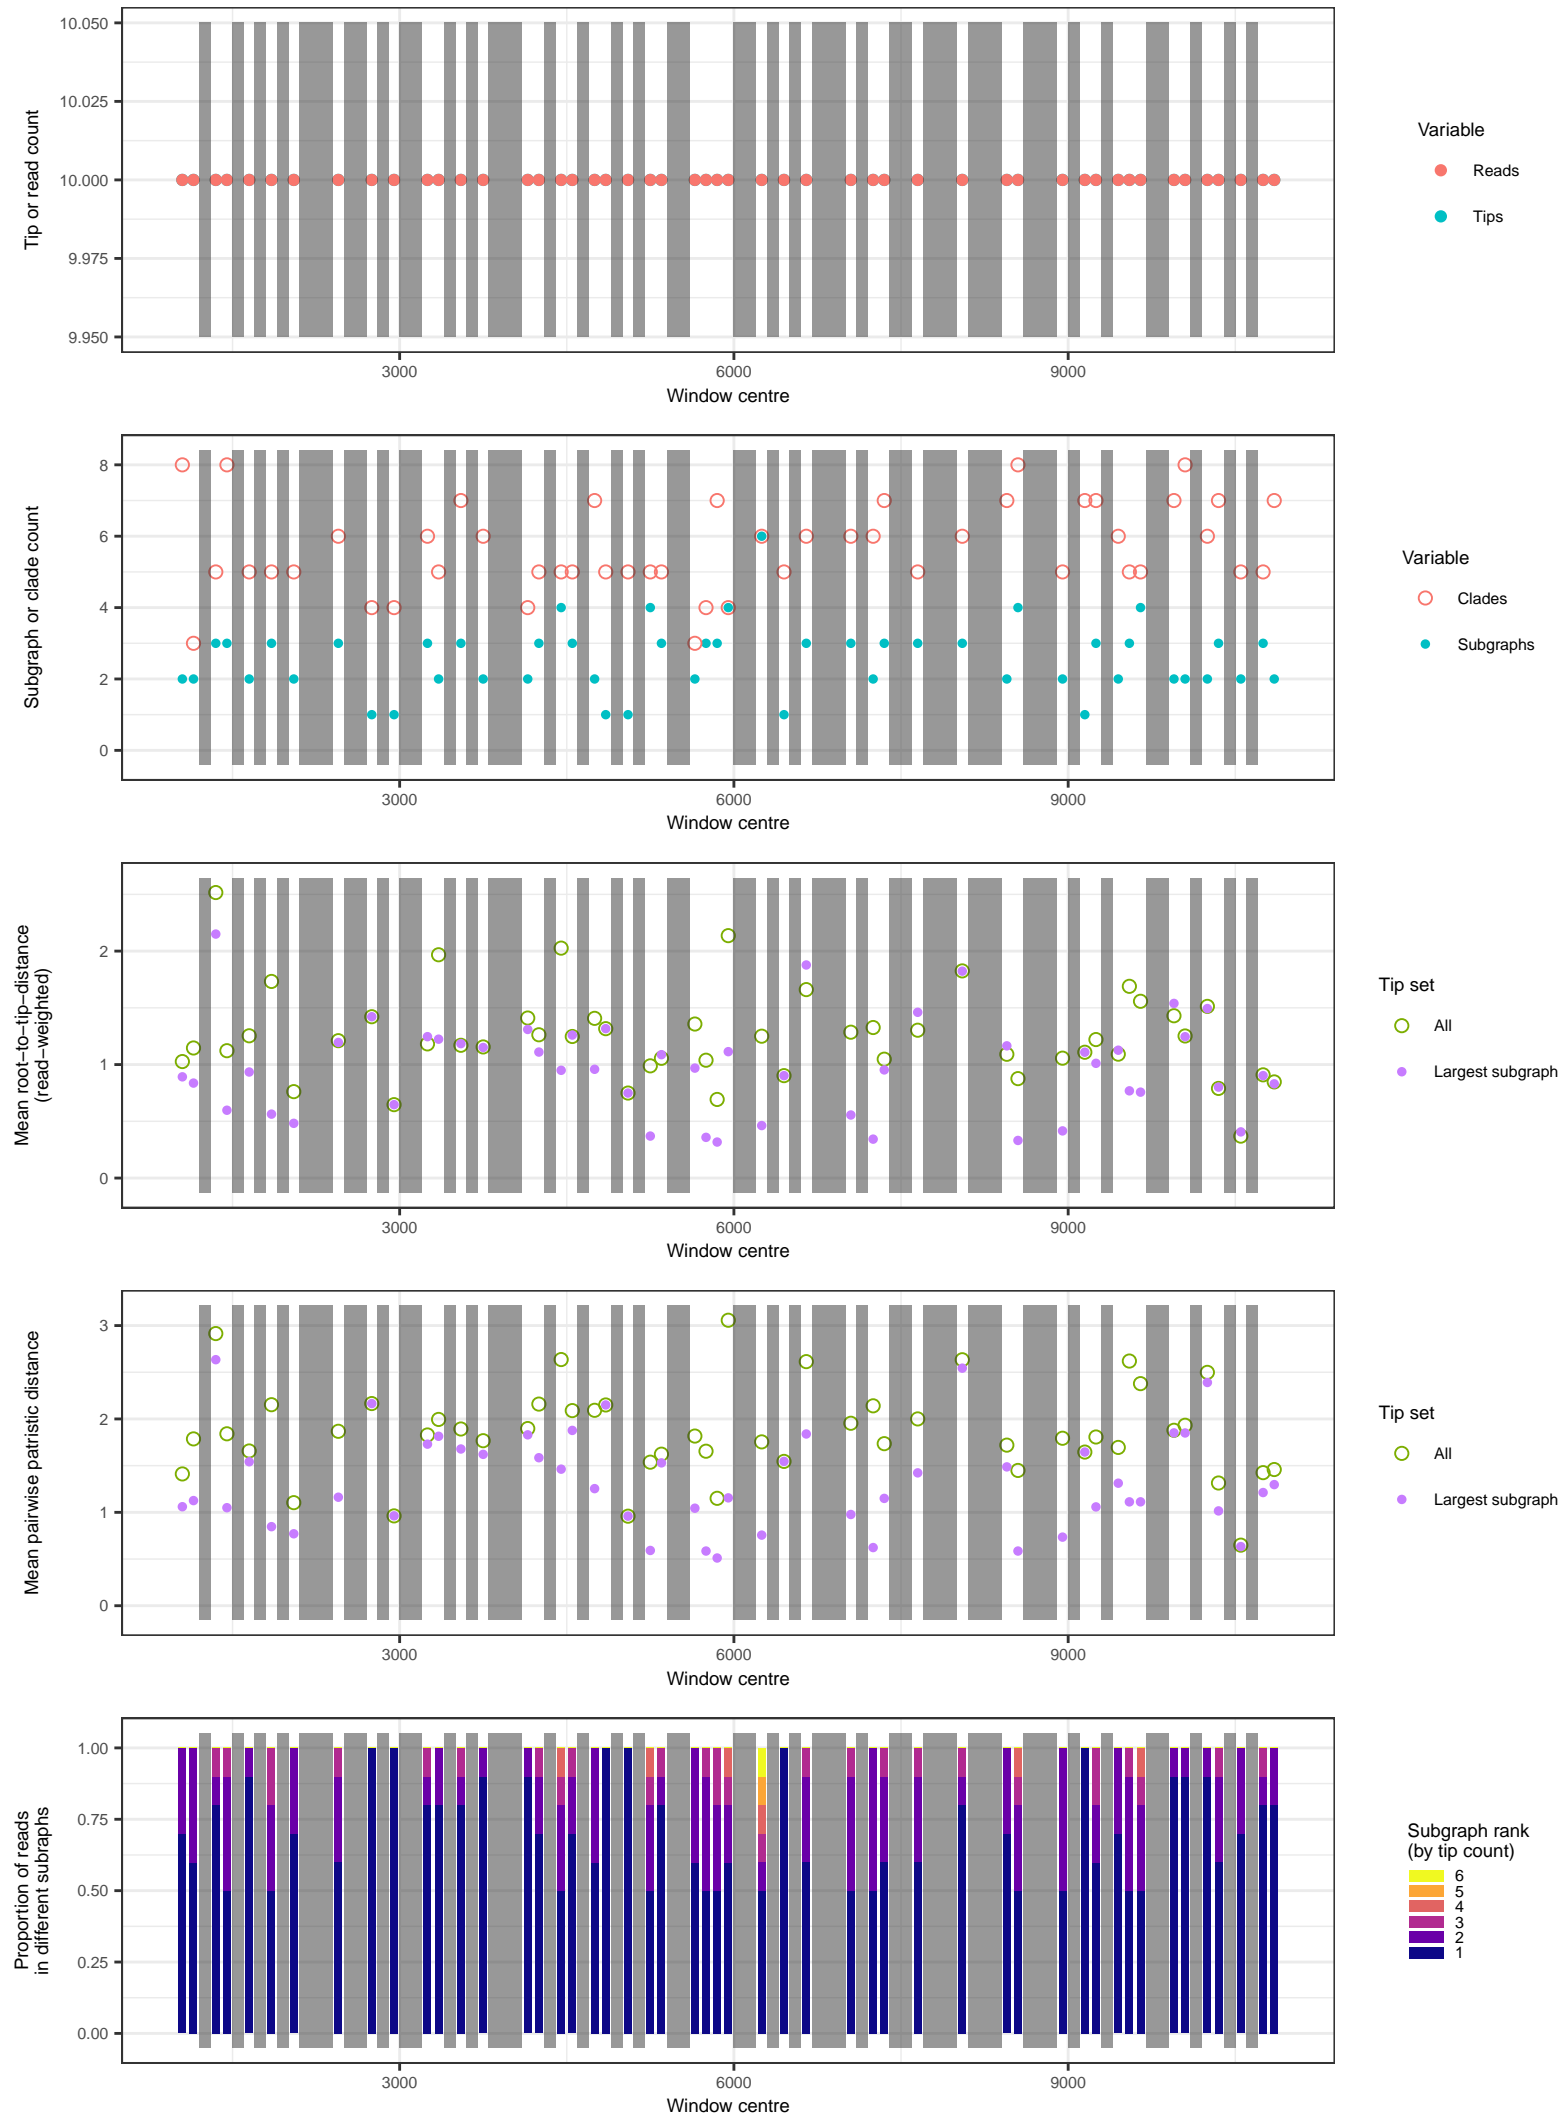 10.050
10.025
10.000
9.975
9.950
Tip or read count
3000
6000
9000
Window centre
Variable
Reads
Tips
8
6
4
2
0
Subgraph or clade count
3000
6000
9000
Window centre
Variable
Clades
Subgraphs
2
1
0
Mean root−to−tip−distance
(read−weighted)
3000
6000
9000
Window centre
Tip set
All
Largest subgraph
3
2
1
0
Mean pairwise patristic distance
3000
6000
9000
Window centre
Tip set
All
Largest subgraph
1.00
0.75
0.50
0.25
0.00
Proportion of reads
in different subraphs
3000
6000
9000
Window centre
Subgraph rank
(by tip count)
6
5
4
3
2
1